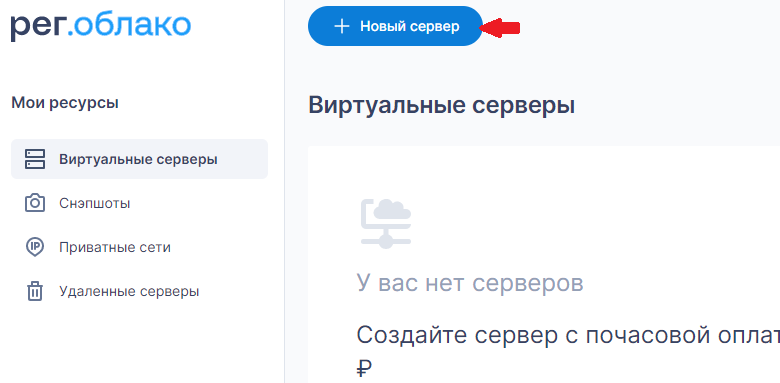 рег.облако
Новый сервер
Мои ресурсы
Виртуальные серверы
Виртуальные серверы
Снэпшоты
IP
Приватные сети
Удаленные серверы
У вас нет серверов
Создайте сервер с почасовой оплат
₽